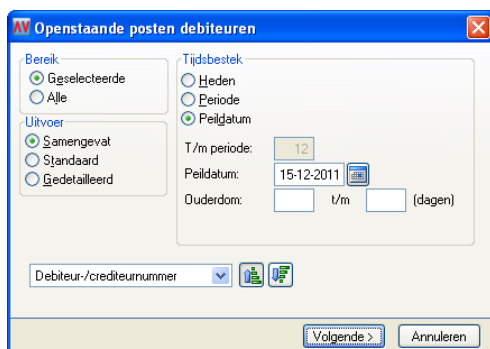 AV Openstaande posten debiteuren
Bereik
Geselecteerde
Alle
Uitvoer
Samengevat
Standaard
Gedetailleerd
Tijdsbestek
Heden
Periode
Peildatum
T/m periode: 12
Peildatum: 15-12-2011
Ouderdom: t/m (dagen)
Debiteur-/crediteurnummer
Volgende >
Annuleren